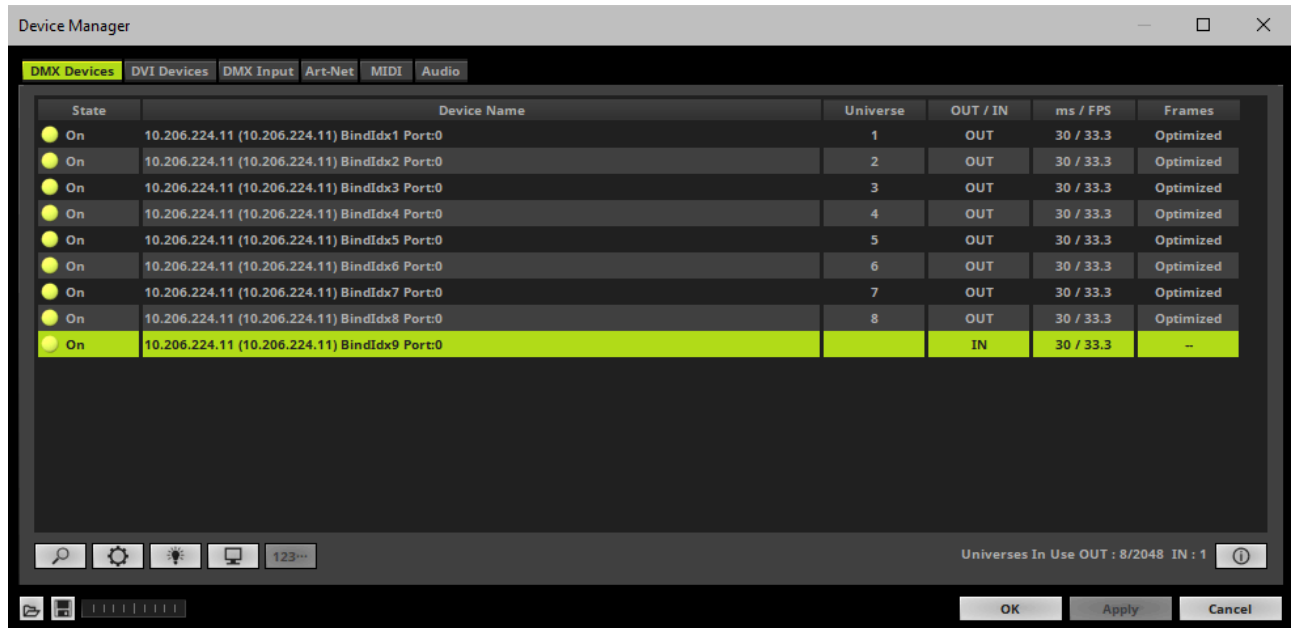 Device Manager
DMX Devices DVI Devices DMX Input Art-Net MIDI Audio
State Device Name Universe OUT / IN ms / FPS Frames
On 10.206.224.11 (10.206.224.11) BindIdx1 Port:0 1 OUT 30 / 33.3 Optimized
On 10.206.224.11 (10.206.224.11) BindIdx2 Port:0 2 OUT 30 / 33.3 Optimized
On 10.206.224.11 (10.206.224.11) BindIdx3 Port:0 3 OUT 30 / 33.3 Optimized
On 10.206.224.11 (10.206.224.11) BindIdx4 Port:0 4 OUT 30 / 33.3 Optimized
On 10.206.224.11 (10.206.224.11) BindIdx5 Port:0 5 OUT 30 / 33.3 Optimized
On 10.206.224.11 (10.206.224.11) BindIdx6 Port:0 6 OUT 30 / 33.3 Optimized
On 10.206.224.11 (10.206.224.11) BindIdx7 Port:0 7 OUT 30 / 33.3 Optimized
On 10.206.224.11 (10.206.224.11) BindIdx8 Port:0 8 OUT 30 / 33.3 Optimized
On 10.206.224.11 (10.206.224.11) BindIdx9 Port:0 IN 30 / 33.3 --
123... Universes In Use OUT : 8/2048 IN : 1
OK Apply Cancel